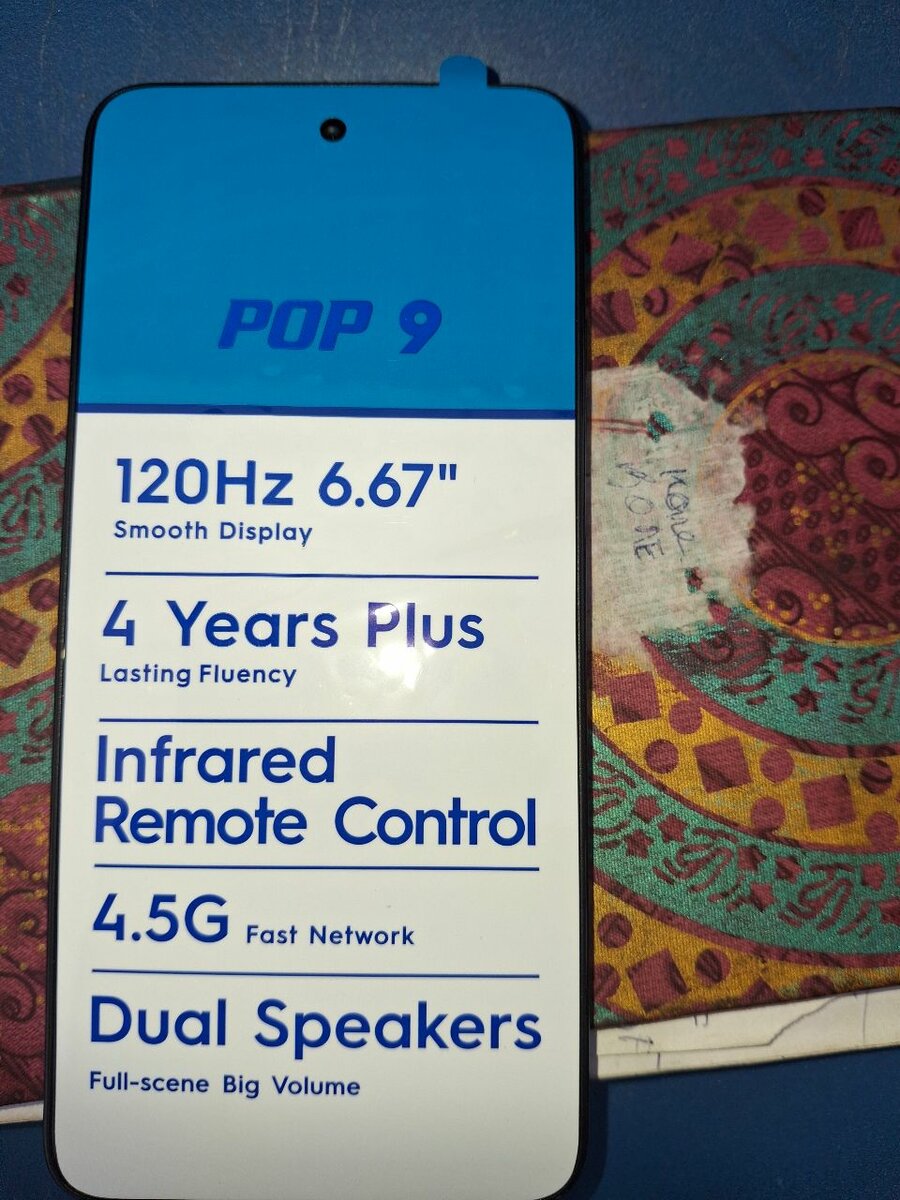 POP 9
120Hz 6.67"
Smooth Display
4 Years Plus
Lasting Fluency
Infrared
Remote Control
4.5G Fast Network
Dual Speakers
Full-scene Big Volume